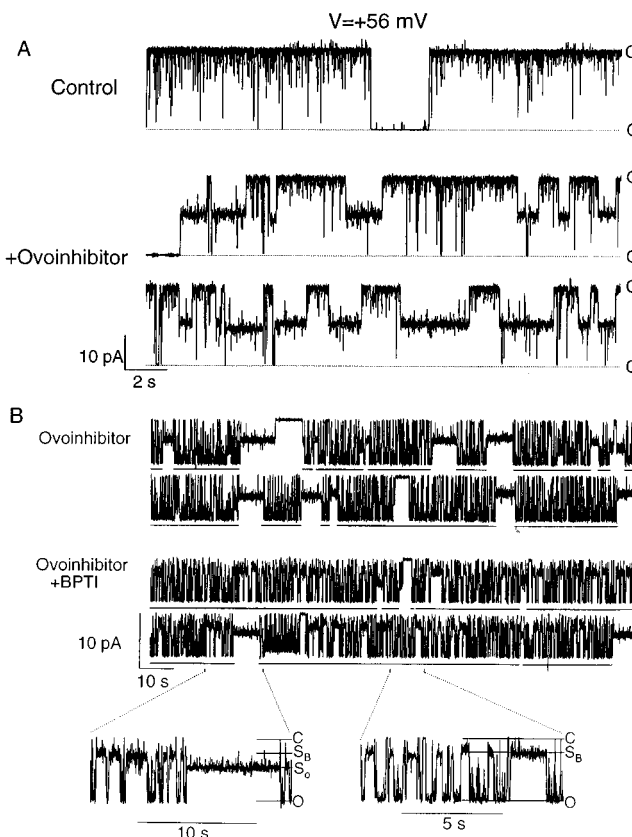 V=+56 mV
A
Control
+Ovoinhibitor
10 pA
2 s
B
Ovoinhibitor
Ovoinhibitor
+BPTI
10 pA
10 s
C
S_B
S_o
O
10 s
C
S_B
O
5 s